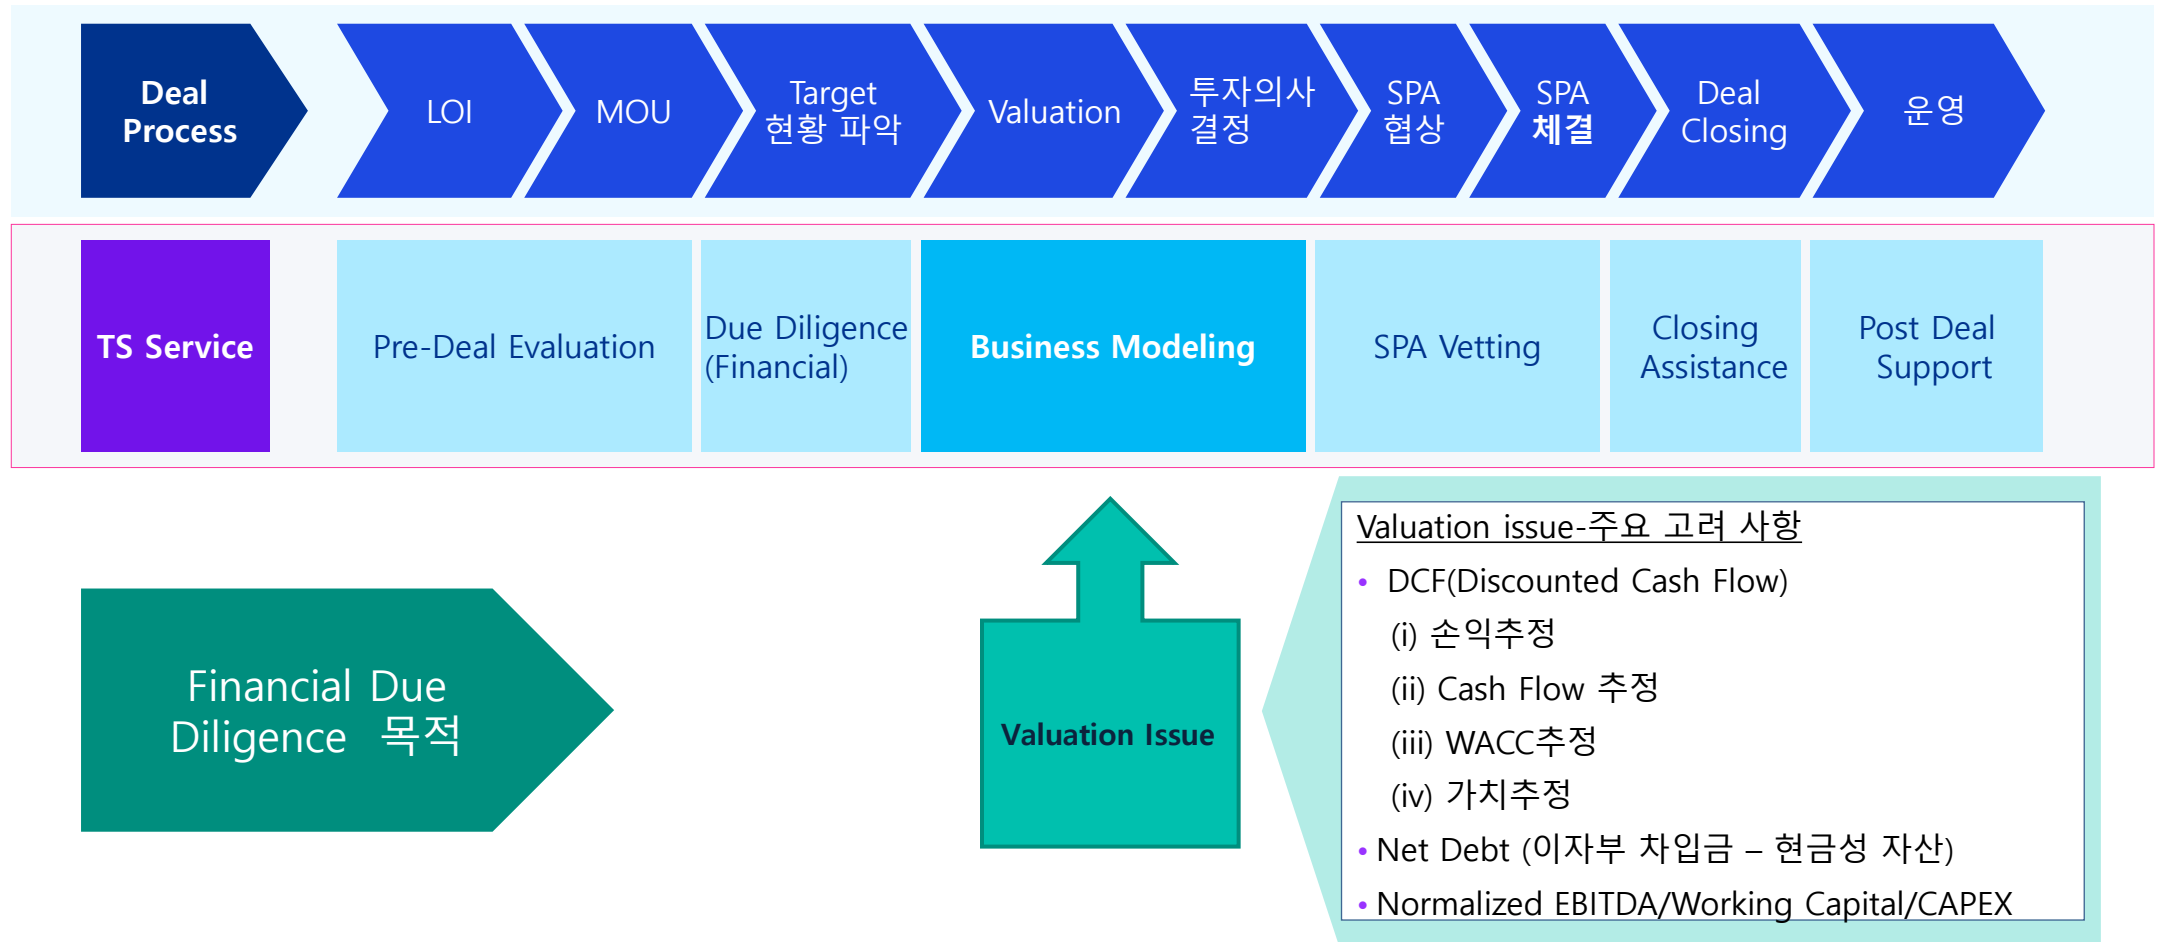 Deal
Process
LOI
MOU
Target
현황 파악
Valuation
투자의사
결정
SPA
협상
SPA
체결
Deal
Closing
운영
TS Service
Pre-Deal Evaluation
Due Diligence
(Financial)
Business Modeling
SPA Vetting
Closing
Assistance
Post Deal
Support
Financial Due
Diligence 목적
Valuation Issue
Valuation issue-주요 고려 사항
• DCF(Discounted Cash Flow)
(i) 손익추정
(ii) Cash Flow 추정
(iii) WACC추정
(iv) 가치추정
• Net Debt (이자부 차입금 – 현금성 자산)
• Normalized EBITDA/Working Capital/CAPEX